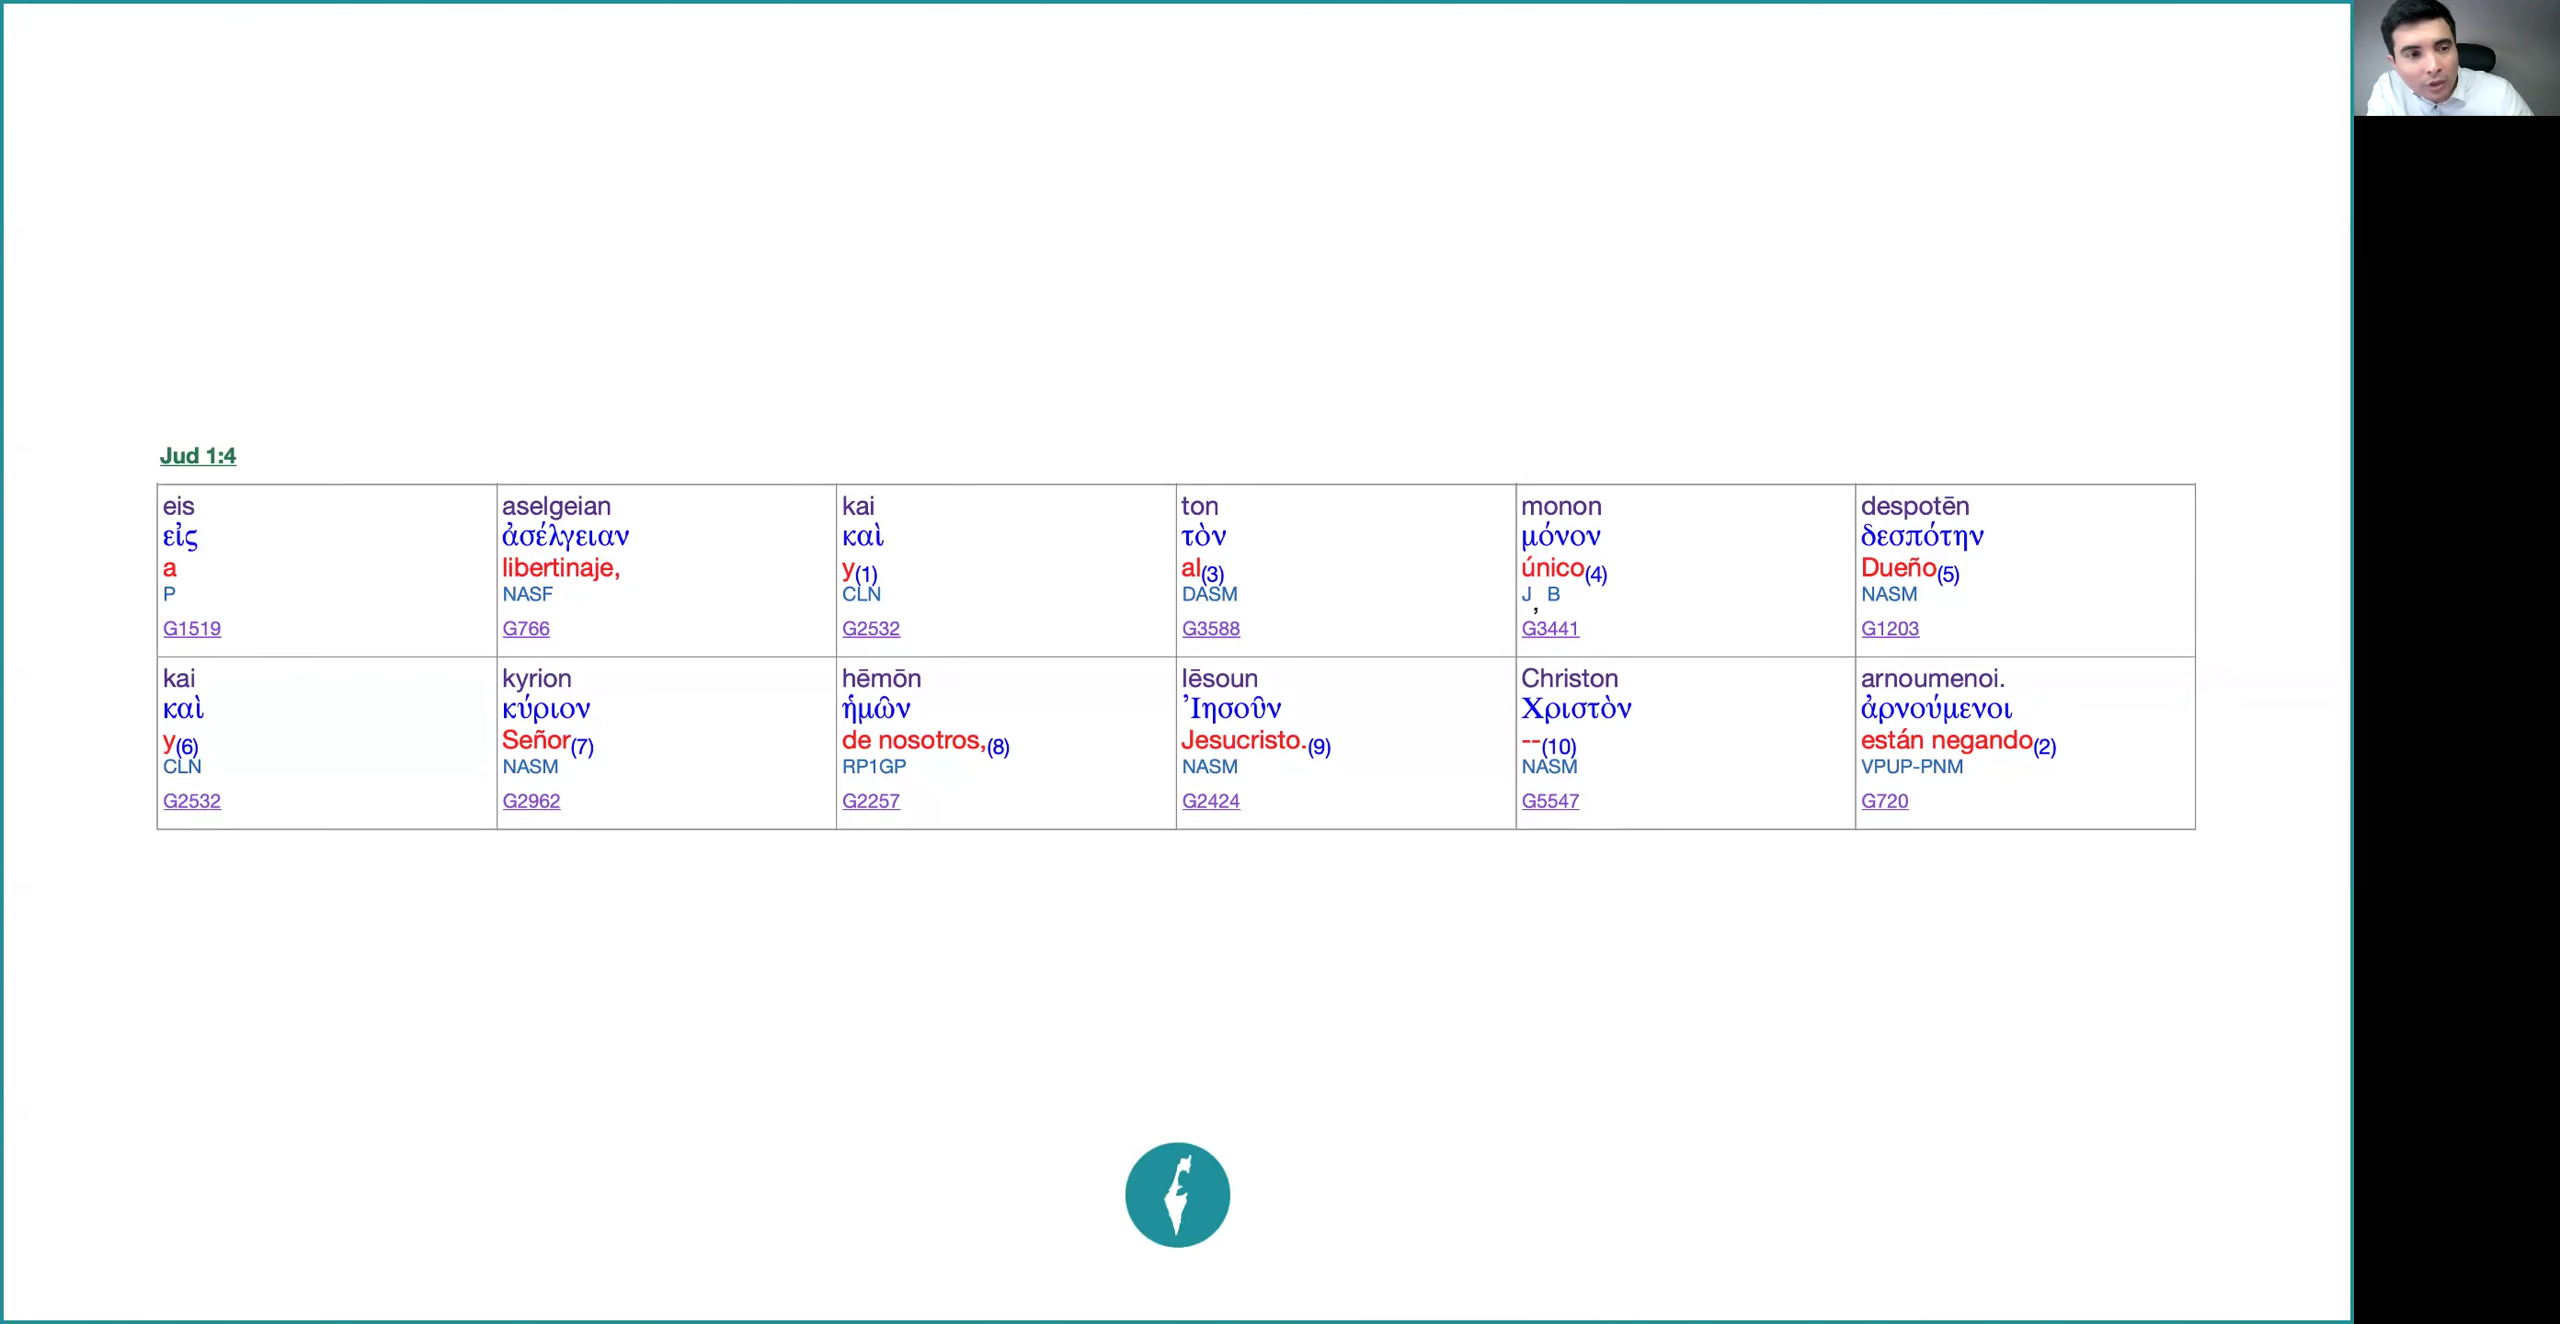 Jud 1:4
eis aselgeian kai ton monon despotēn
εἰς ἀσέλγειαν καὶ τὸν μόνον δεσπότην
a libertinaje, y(1) al(3) único(4) Dueño(5)
P NASF CLN DASM J , B NASM
G1519 G766 G2532 G3588 G3441 G1203
kai kyrion hēmōn Iēsoun Christon arnoumenoi.
καὶ κύριον ἡμῶν Ἰησοῦν Χριστὸν ἀρνούμενοι
y(6) Señor(7) de nosotros,(8) Jesucristo.(9) --(10) están negando(2)
CLN NASM RP1GP NASM NASM VPUP-PNM
G2532 G2962 G2257 G2424 G5547 G720